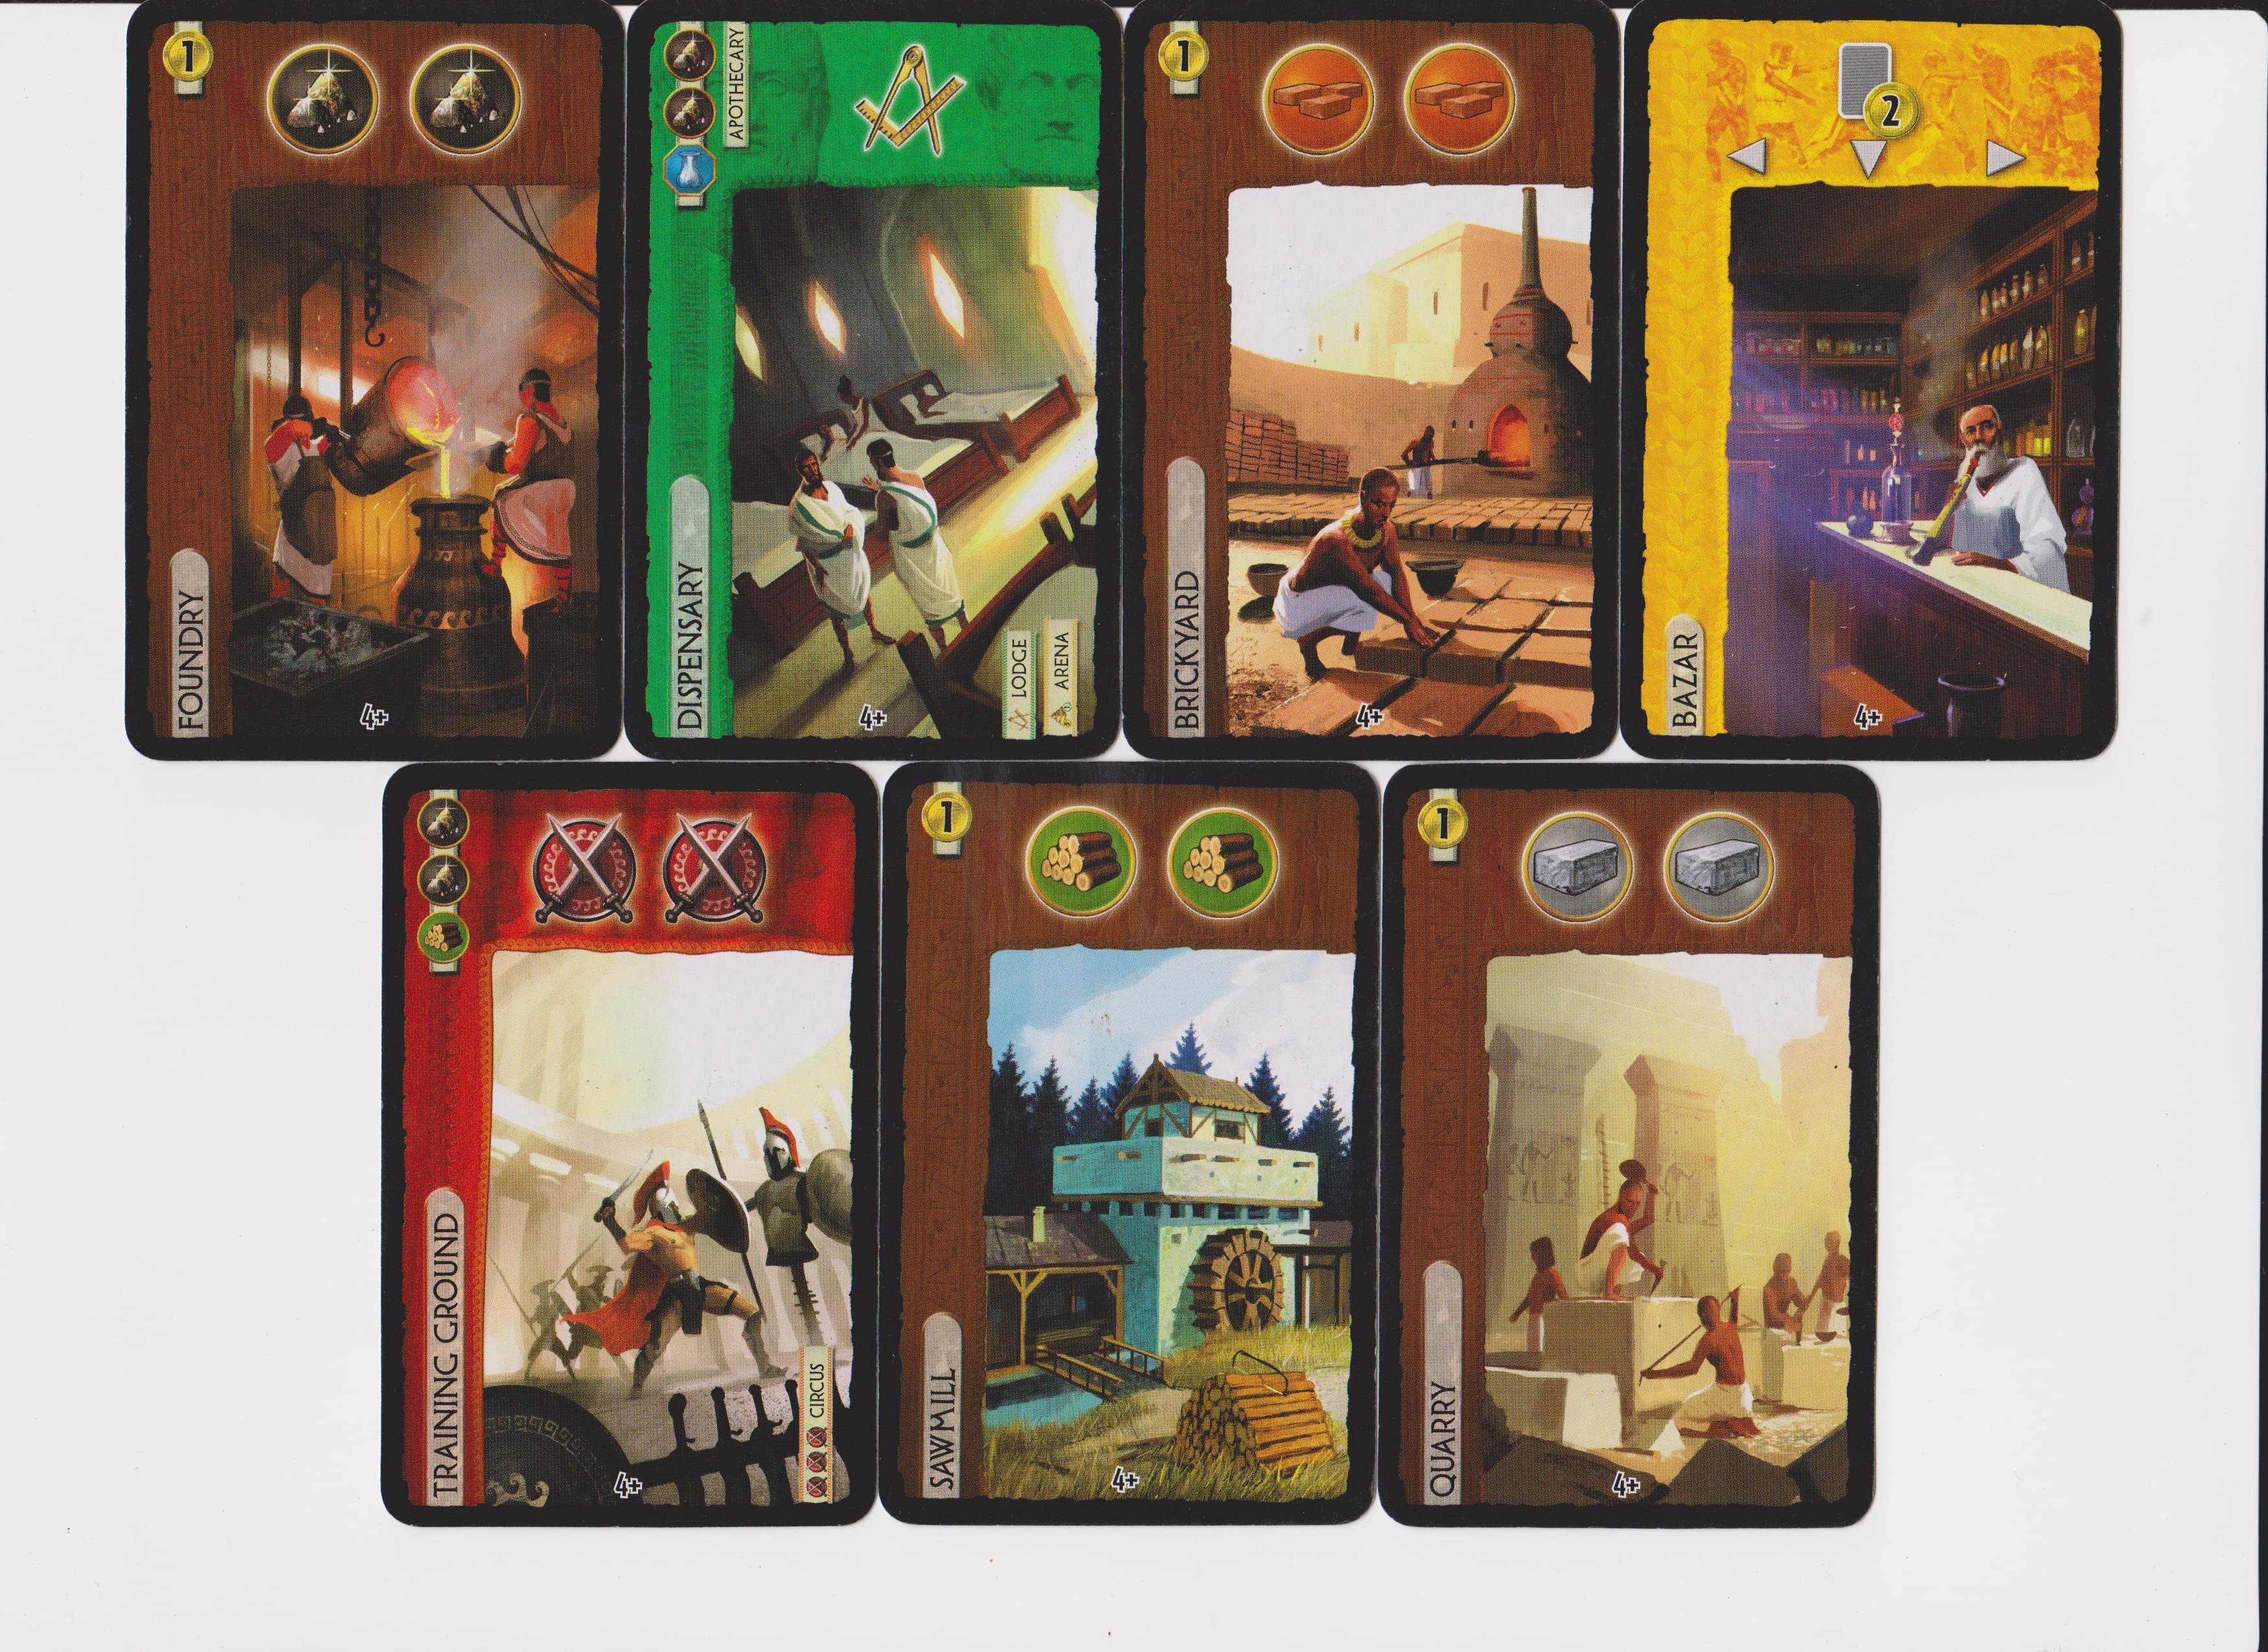 1
FOUNDRY
4+
APOTHECARY
DISPENSARY
4+
LODGE
ARENA
1
BRICKYARD
4+
2
BAZAR
4+
TRAINING GROUND
4+
CIRCUS
1
SAWMILL
4+
1
QUARRY
4+